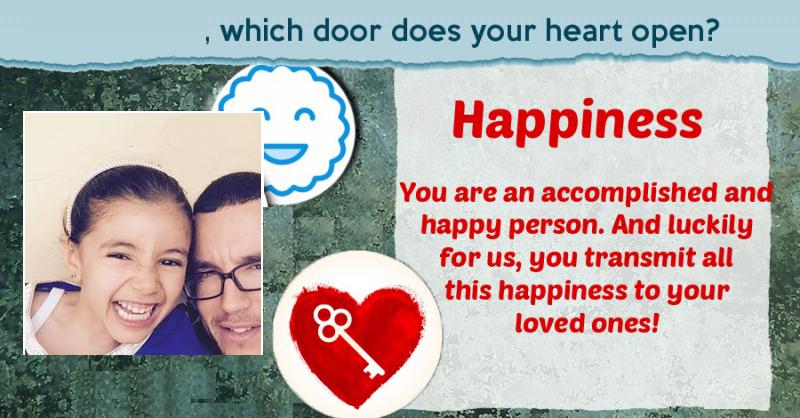 , which door does your heart open?
Happiness
You are an accomplished and
happy person. And luckily
for us, you transmit all
this happiness to your
loved ones!